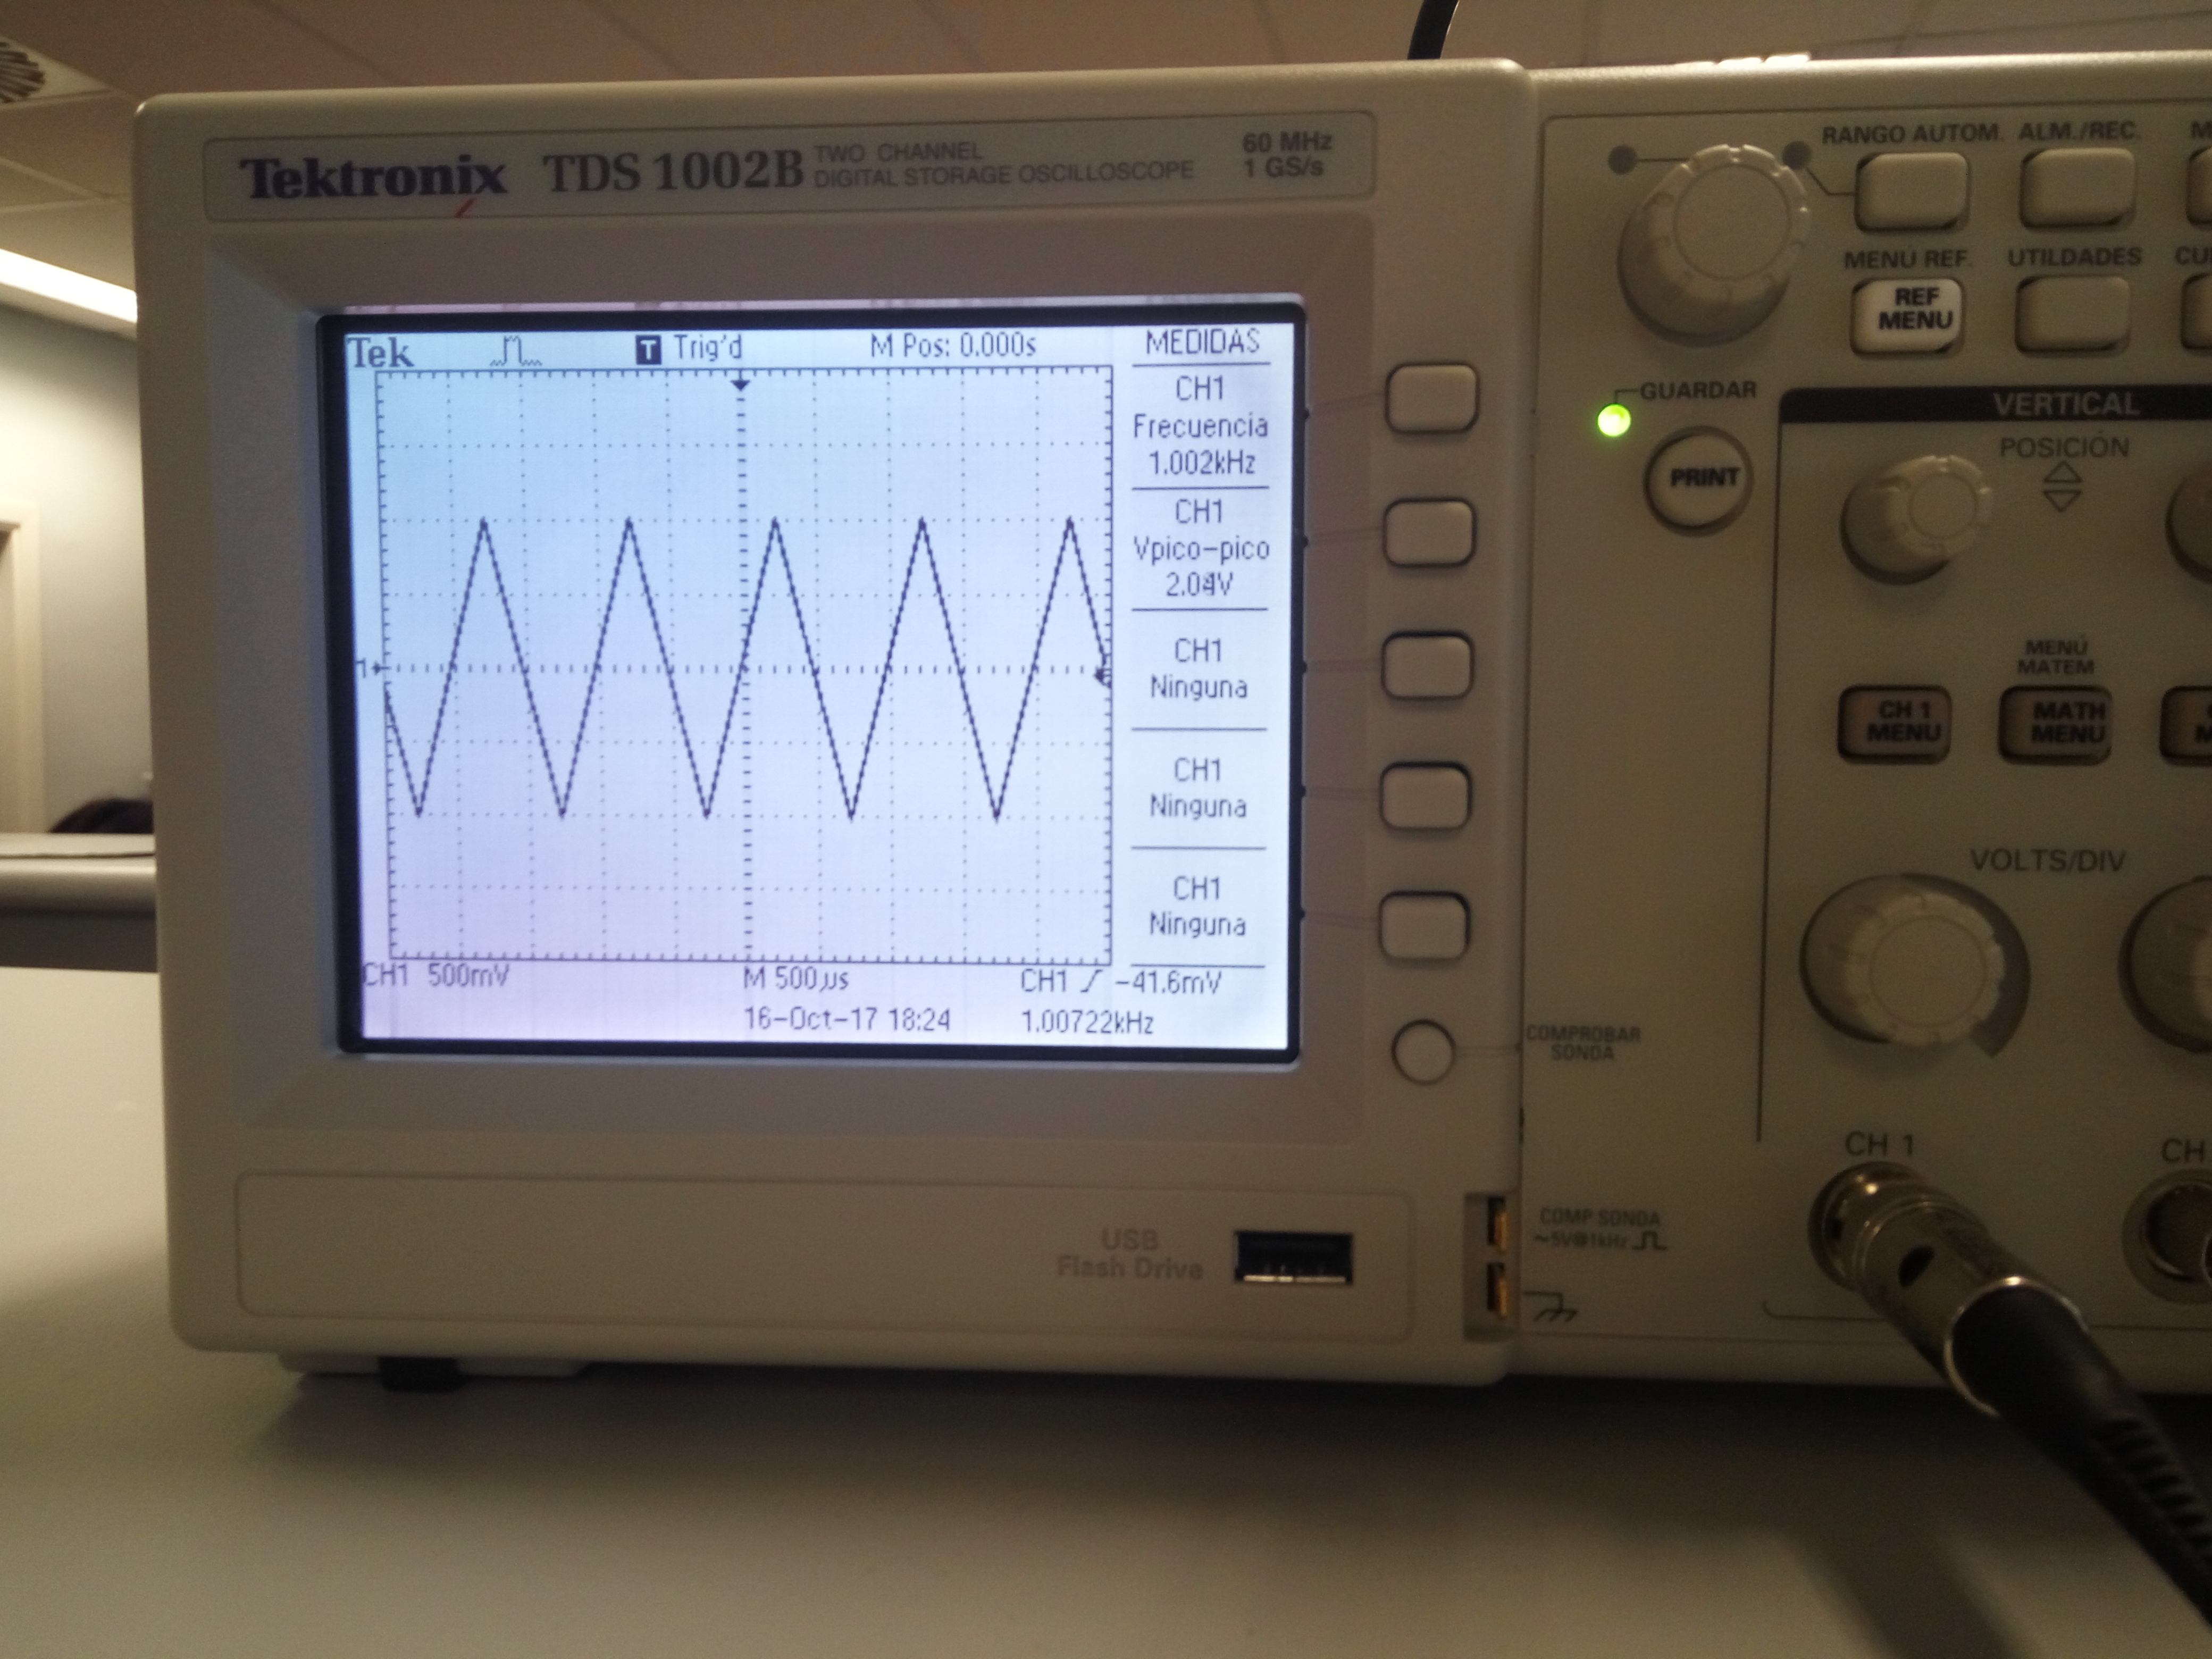 Tektronix TDS 1002B TWO CHANNEL DIGITAL STORAGE OSCILLOSCOPE
60 MHz
1 GS/s
Tek
T Trig'd
M Pos: 0.000s
MEDIDAS
CH1
Frecuencia
1.002kHz
CH1
Vpico-pico
2.04V
CH1
Ninguna
CH1
Ninguna
CH1
Ninguna
1
CH1 500mV
M 500µs
CH1
-41.6mV
16-Oct-17 18:24
1.00722kHz
USB
Flash Drive
RANGO AUTOM.
ALM./REC.
MENÚ REF.
UTILDADES
REF
MENU
GUARDAR
PRINT
VERTICAL
POSICIÓN
MENÚ
MATEM
CH 1
MENU
MATH
MENU
VOLTS/DIV
COMPROBAR
SONDA
CH 1
CH
COMP.SONDA
~5V@1kHz